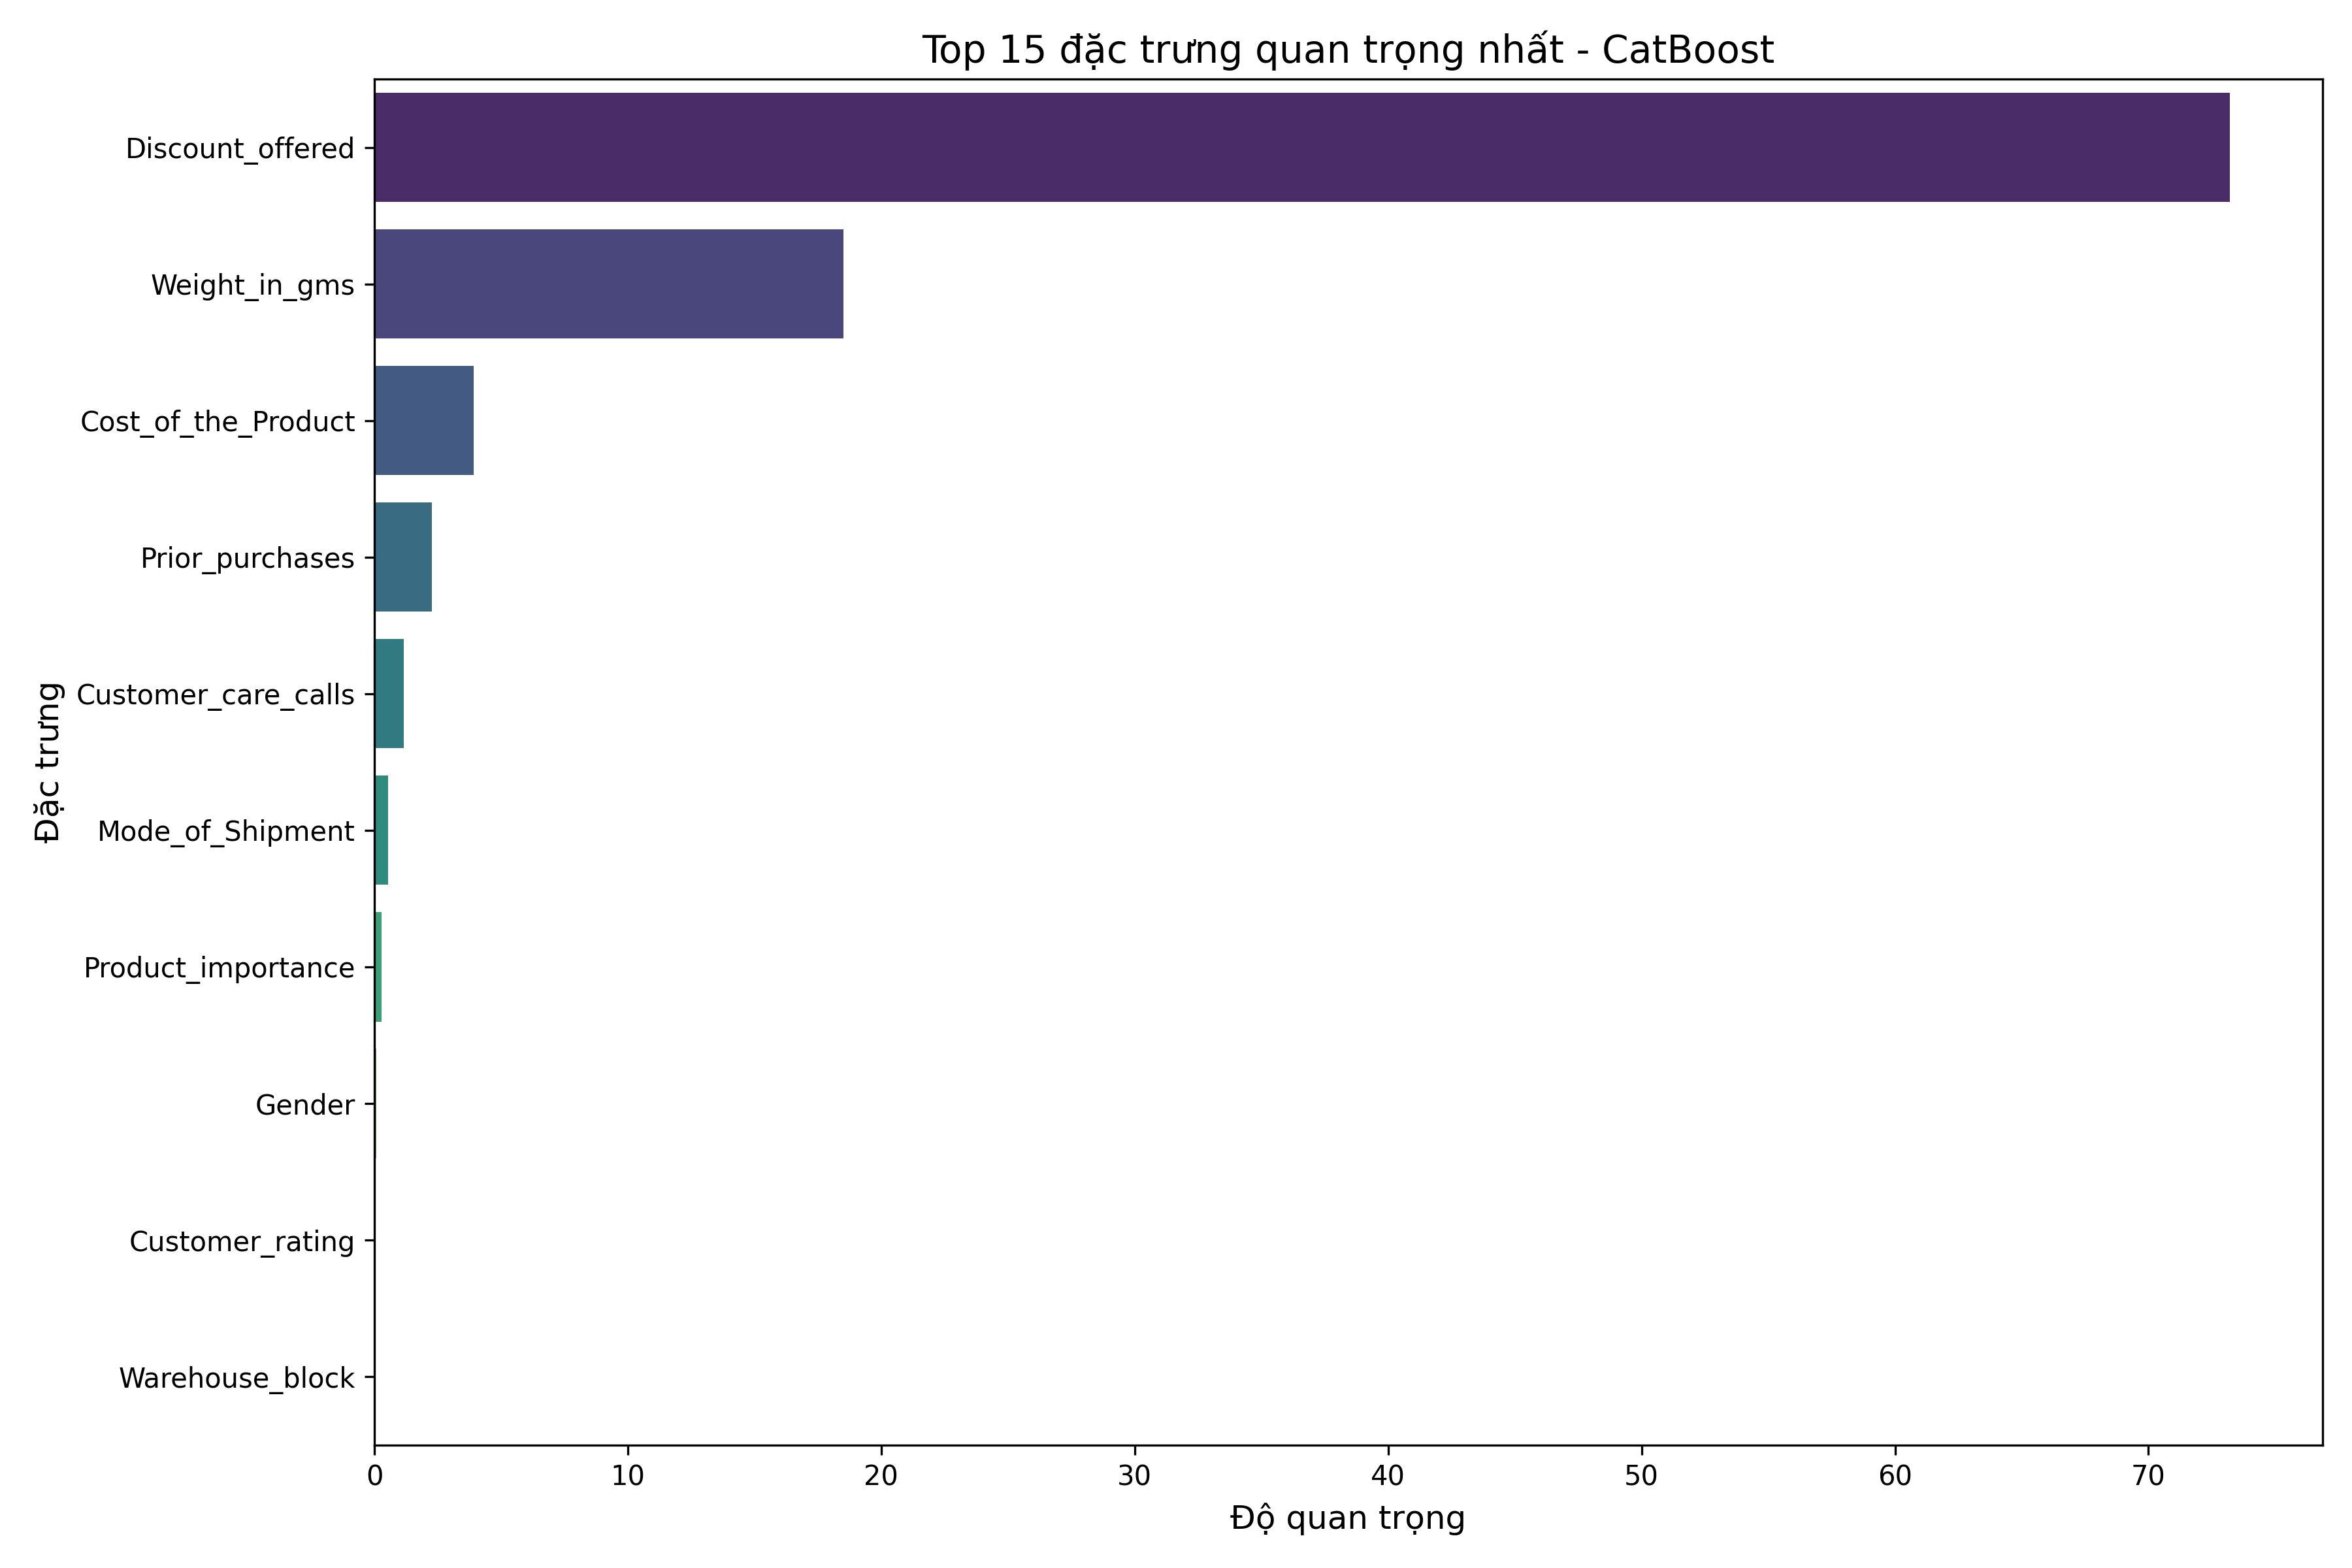 Top 15 đặc trưng quan trọng nhất - CatBoost
Đặc trưng
Discount_offered
Weight_in_gms
Cost_of_the_Product
Prior_purchases
Customer_care_calls
Mode_of_Shipment
Product_importance
Gender
Customer_rating
Warehouse_block
0 10 20 30 40 50 60 70
Độ quan trọng